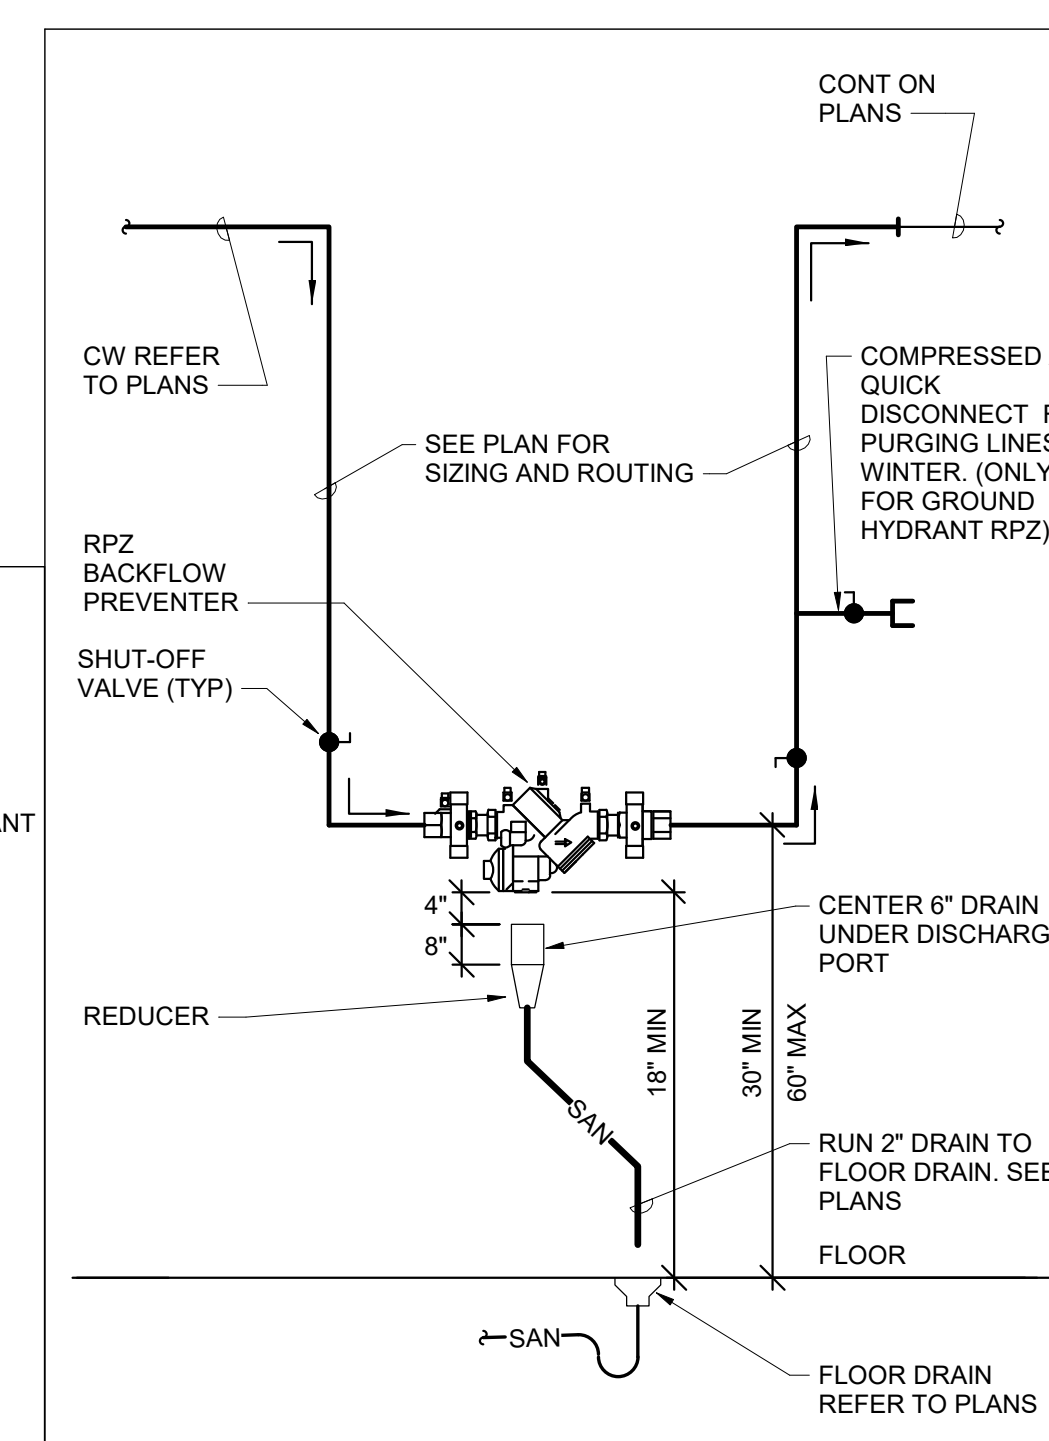 CONT ON
PLANS
CW REFER
TO PLANS
COMPRESSED
QUICK
DISCONNECT
PURGING LINES
WINTER. (ONLY
FOR GROUND
HYDRANT RPZ)
SEE PLAN FOR
SIZING AND ROUTING
RPZ
BACKFLOW
PREVENTER
SHUT-OFF
VALVE (TYP)
ANT
4"
8"
CENTER 6" DRAIN
UNDER DISCHARG
PORT
REDUCER
18" MIN
30" MIN
60" MAX
SAN
RUN 2" DRAIN TO
FLOOR DRAIN. SEE
PLANS
FLOOR
SAN
FLOOR DRAIN
REFER TO PLANS